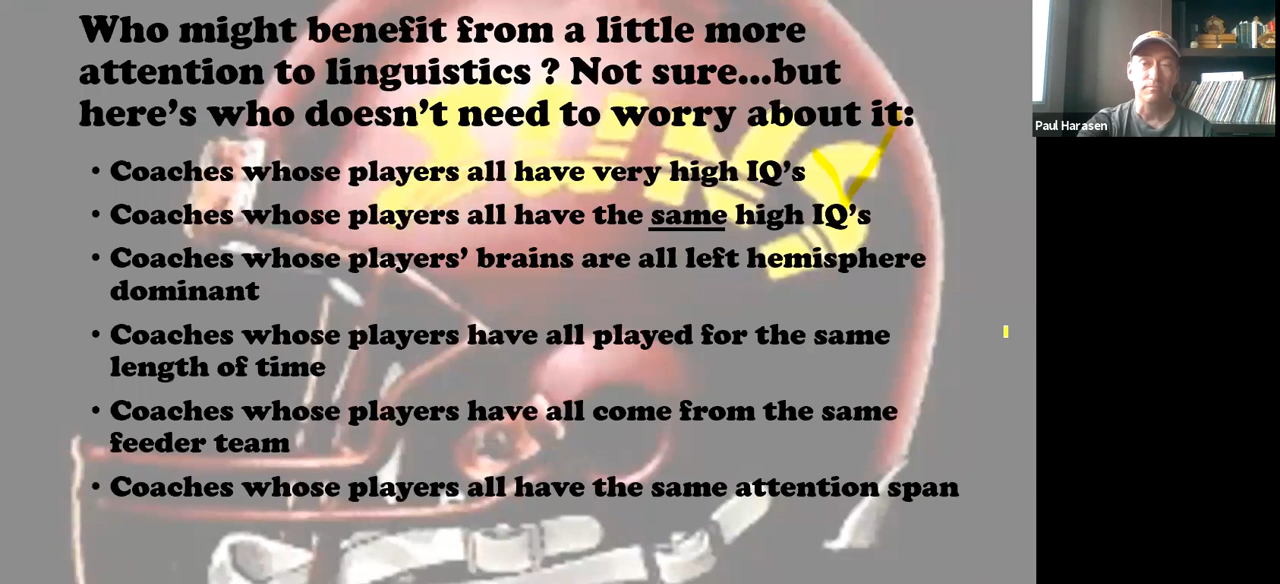 Who might benefit from a little more
attention to linguistics ? Not sure...but
here's who doesn't need to worry about it:
• Coaches whose players all have very high IQ's
• Coaches whose players all have the same high IQ's
• Coaches whose players' brains are all left hemisphere
dominant
• Coaches whose players have all played for the same
length of time
• Coaches whose players have all come from the same
feeder team
• Coaches whose players all have the same attention span
Paul Harasen